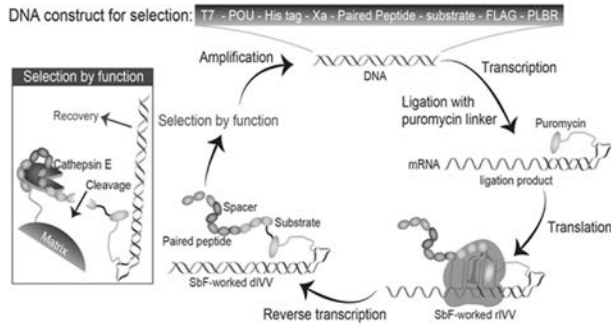 DNA construct for selection: T7 - POU - His tag - Xa - Paired Peptide - substrate - FLAG - PLBR
Selection by function
Recovery
Cathepsin E
Cleavage
Matrix
Amplification
DNA
Transcription
Selection by function
Ligation with
puromycin linker
Puromycin
mRNA
ligation product
Translation
Spacer
Substrate
Paired peptide
SbF-worked dIVV
SbF-worked rIVV
Reverse transcription